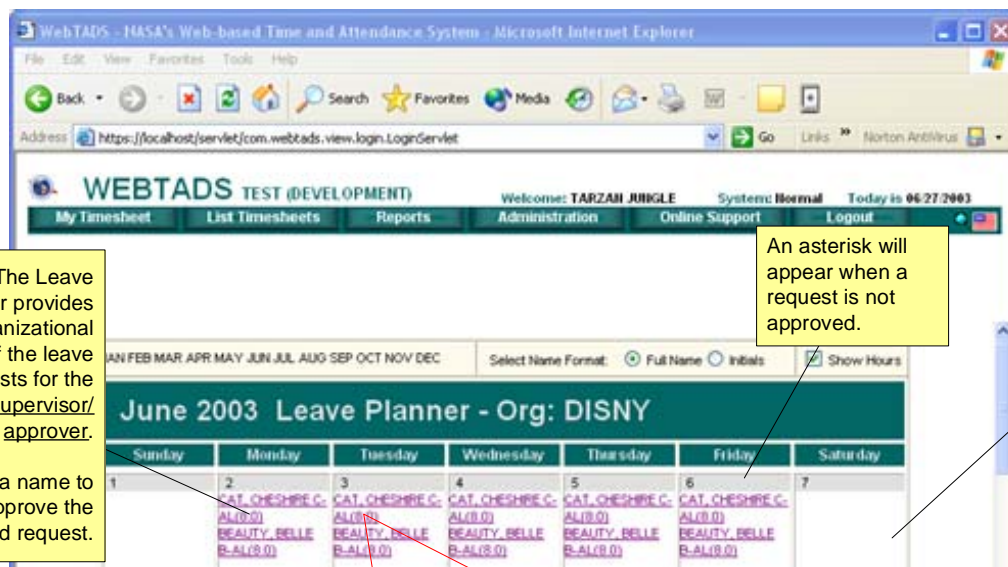 WebTADS - NASA's Web-based Time and Attendance System - Microsoft Internet Explorer
File Edit View Favorites Tools Help
Back Search Favorites Media
Address https://localhost/servlet/com.webtads.view.login.LoginServlet Go Links » Norton AntiVirus
WEBTADS TEST (DEVELOPMENT) Welcome: TARZAN JUNGLE System: Normal Today is 06/27/2003
My Timesheet List Timesheets Reports Administration Online Support Logout
An asterisk will
appear when a
request is not
approved.
The Leave
r provides
anizational
f the leave
sts for the
upervisor/
approver.
a name to
prove the
d request.
AN FEB MAR APR MAY JUN JUL AUG SEP OCT NOV DEC Select Name Format: Full Name Initials Show Hours
June 2003 Leave Planner - Org: DISNY
Sunday Monday Tuesday Wednesday Thursday Friday Saturday
1 2 3 4 5 6 7
CAT, CHESHIRE C- CAT, CHESHIRE C- CAT, CHESHIRE C- CAT, CHESHIRE C- CAT, CHESHIRE C-
AL(8.0) AL(8.0) AL(8.0) AL(8.0) AL(8.0)
BEAUTY, BELLE BEAUTY, BELLE BEAUTY, BELLE BEAUTY, BELLE BEAUTY, BELLE
B-AL(8.0) B-AL(8.0) B-AL(8.0) B-AL(8.0) B-AL(8.0)